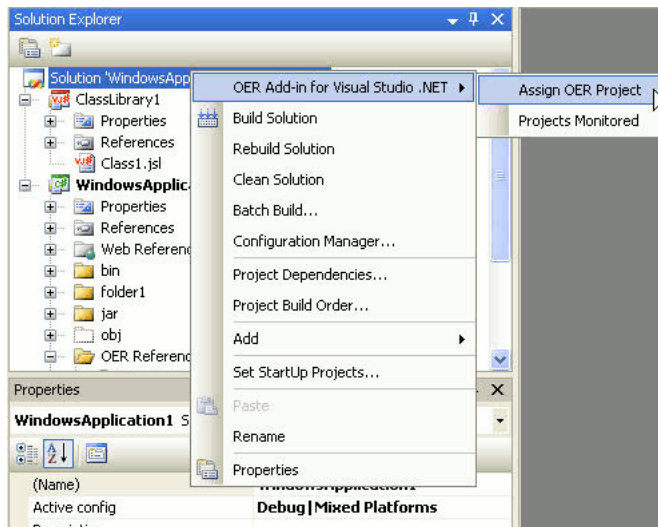 Solution Explorer
Solution 'WindowsApp
ClassLibrary1
Properties
References
Class1.jsl
WindowsApplic
Properties
References
Web Referenc
bin
folder1
jar
obj
OER Referenc
OER Add-in for Visual Studio .NET
Build Solution
Rebuild Solution
Clean Solution
Batch Build...
Configuration Manager...
Project Dependencies...
Project Build Order...
Add
Set StartUp Projects...
Paste
Rename
Properties
Assign OER Project
Projects Monitored
Properties
WindowsApplication1 S
(Name)
WindowsApplication1
Active config
Debug|Mixed Platforms